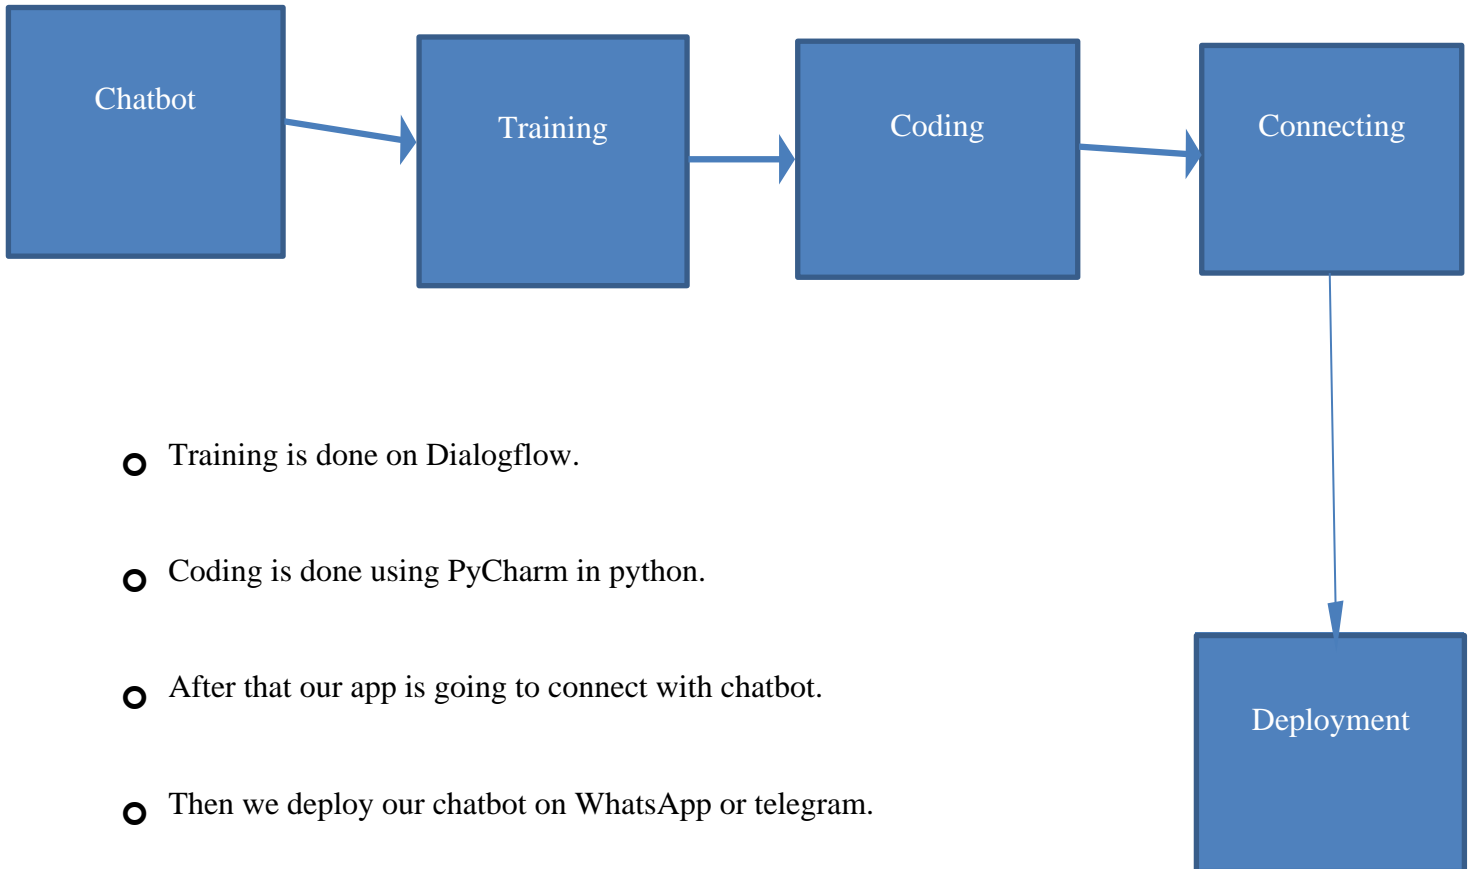 Chatbot
Training
Coding
Connecting
Training is done on Dialogflow.
Coding is done using PyCharm in python.
After that our app is going to connect with chatbot.
Deployment
Then we deploy our chatbot on WhatsApp or telegram.